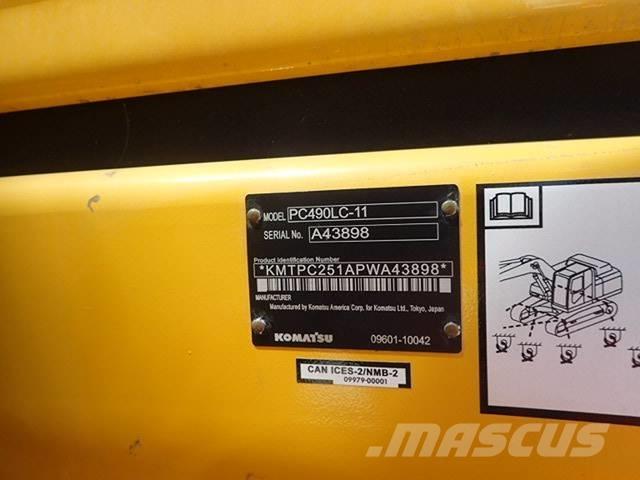 MODEL PC490LC-11
SERIAL No. A43898
Product Identification Number
*KMTPC251APWA43898*
MANUFACTURER
Manufactured by Komatsu America Corp. for Komatsu Ltd., Tokyo, Japan
KOMATSU 09601-10042
CAN ICES-2/NMB-2
09979-00001
MASCUS